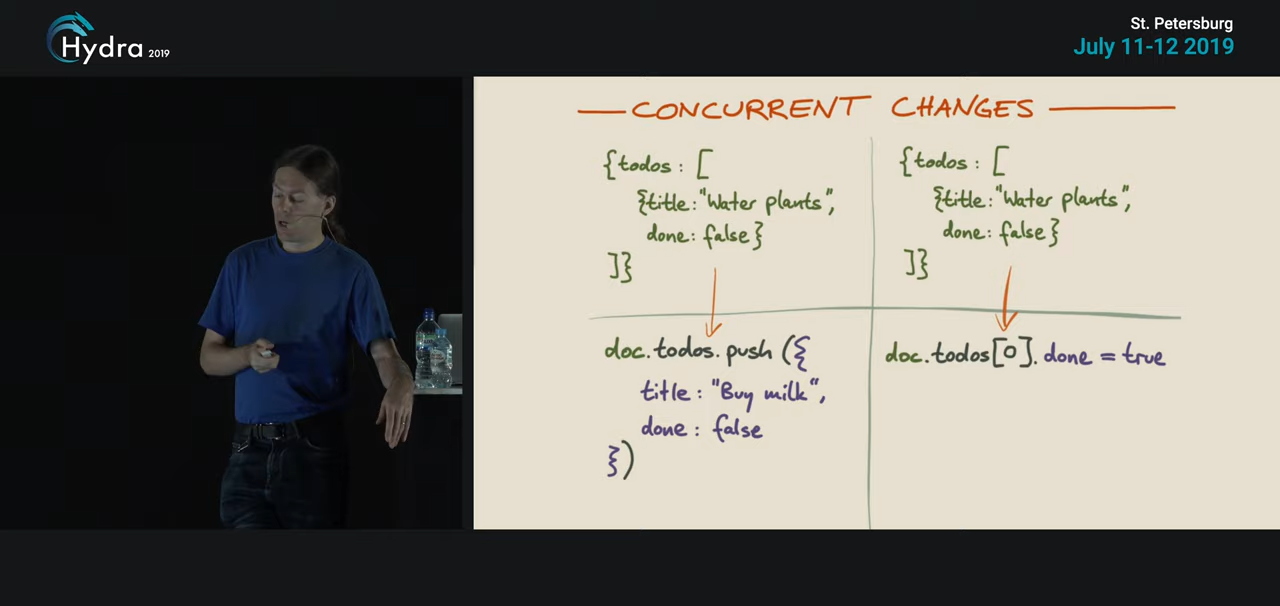 Hydra 2019
St. Petersburg
July 11-12 2019
CONCURRENT CHANGES
{todos: [
{title: "Water plants",
done: false}
]}
doc.todos.push({
title: "Buy milk",
done: false
})
{todos: [
{title: "Water plants",
done: false}
]}
doc.todos[0].done = true